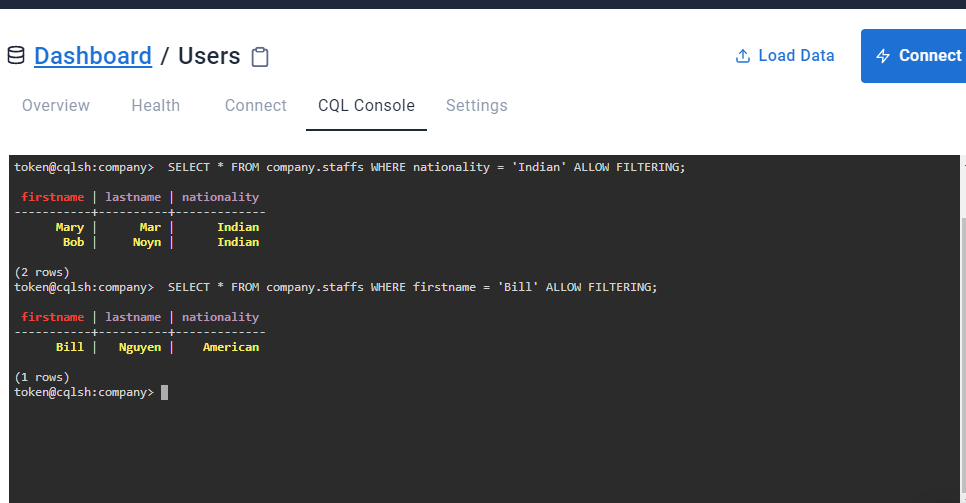 Dashboard / Users
Load Data
Connect
Overview Health Connect CQL Console Settings
token@cqlsh:company>  SELECT * FROM company.staffs WHERE nationality = 'Indian' ALLOW FILTERING;
 firstname | lastname | nationality
-----------+----------+-------------
      Mary |      Mar |      Indian
       Bob |     Noyn |      Indian
(2 rows)
token@cqlsh:company>  SELECT * FROM company.staffs WHERE firstname = 'Bill' ALLOW FILTERING;
 firstname | lastname | nationality
-----------+----------+-------------
      Bill |   Nguyen |    American
(1 rows)
token@cqlsh:company>